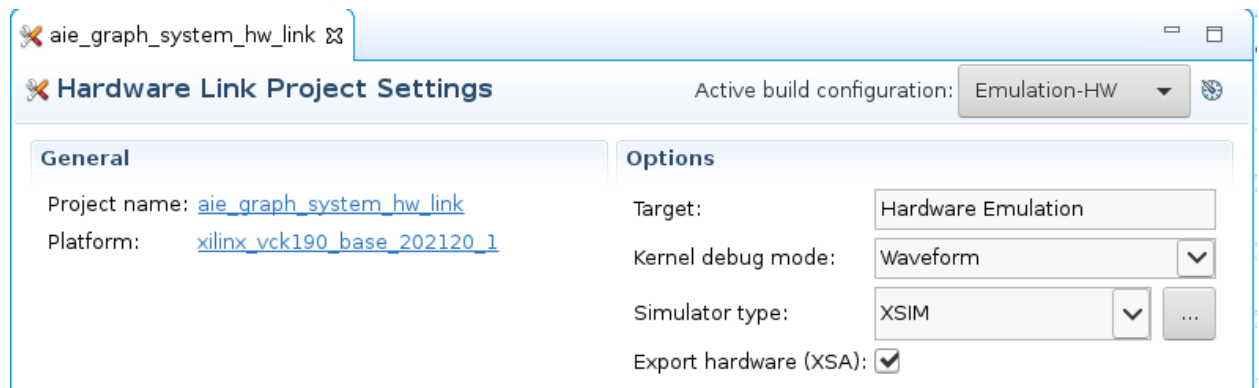 aie_graph_system_hw_link
Hardware Link Project Settings
Active build configuration: Emulation-HW
General
Project name: aie_graph_system_hw_link
Platform: xilinx_vck190_base_202120_1
Options
Target: Hardware Emulation
Kernel debug mode: Waveform
Simulator type: XSIM ...
Export hardware (XSA):